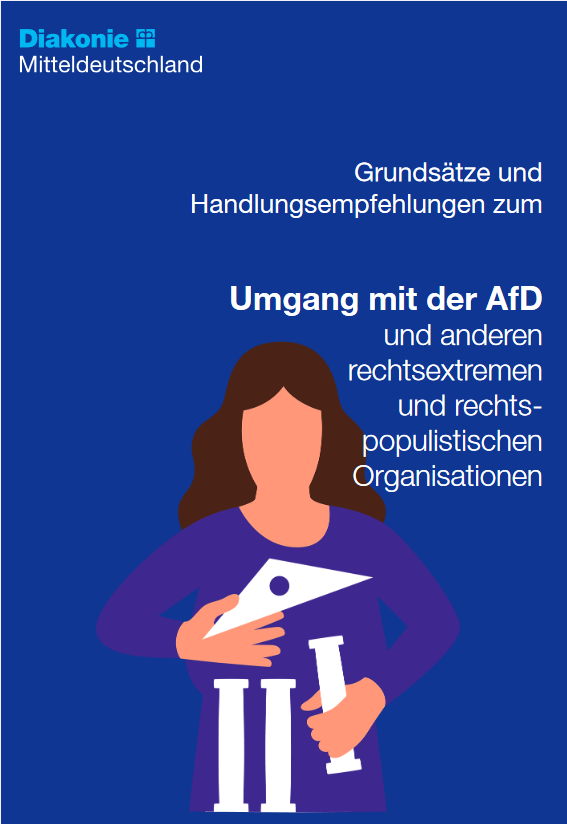 Diakonie
Mitteldeutschland
Grundsätze und
Handlungsempfehlungen zum
Umgang mit der AfD
und anderen
rechtsextremen
und rechts-
populistischen
Organisationen